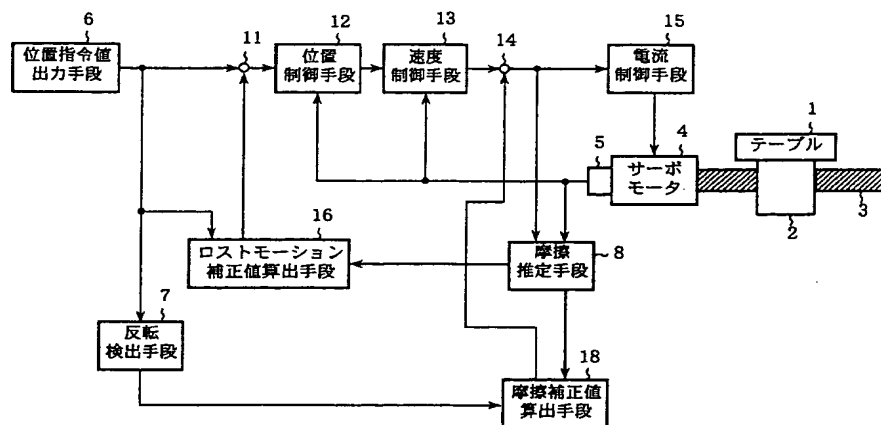 6
位置指令値
出力手段
11
12
位置
制御手段
13
速度
制御手段
14
15
電流
制御手段
1
テーブル
4
5
サーボ
モータ
2
3
16
ロストモーション
補正値算出手段
摩擦
推定手段
8
7
反転
検出手段
18
摩擦補正値
算出手段